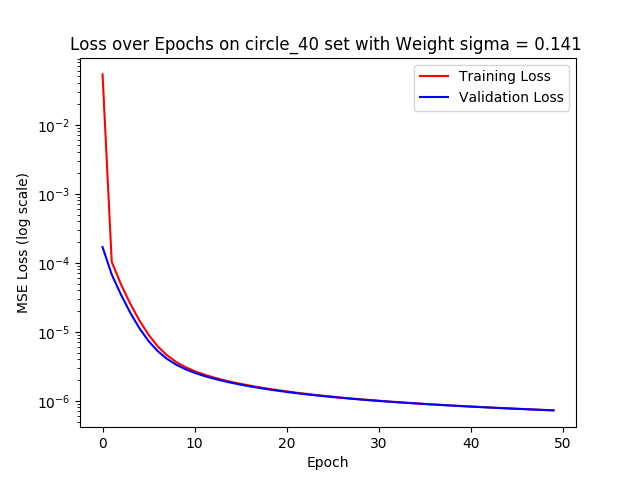 Loss over Epochs on circle_40 set with Weight sigma = 0.141
Training Loss
Validation Loss
MSE Loss (log scale)
10⁻²
10⁻³
10⁻⁴
10⁻⁵
10⁻⁶
0 10 20 30 40 50
Epoch